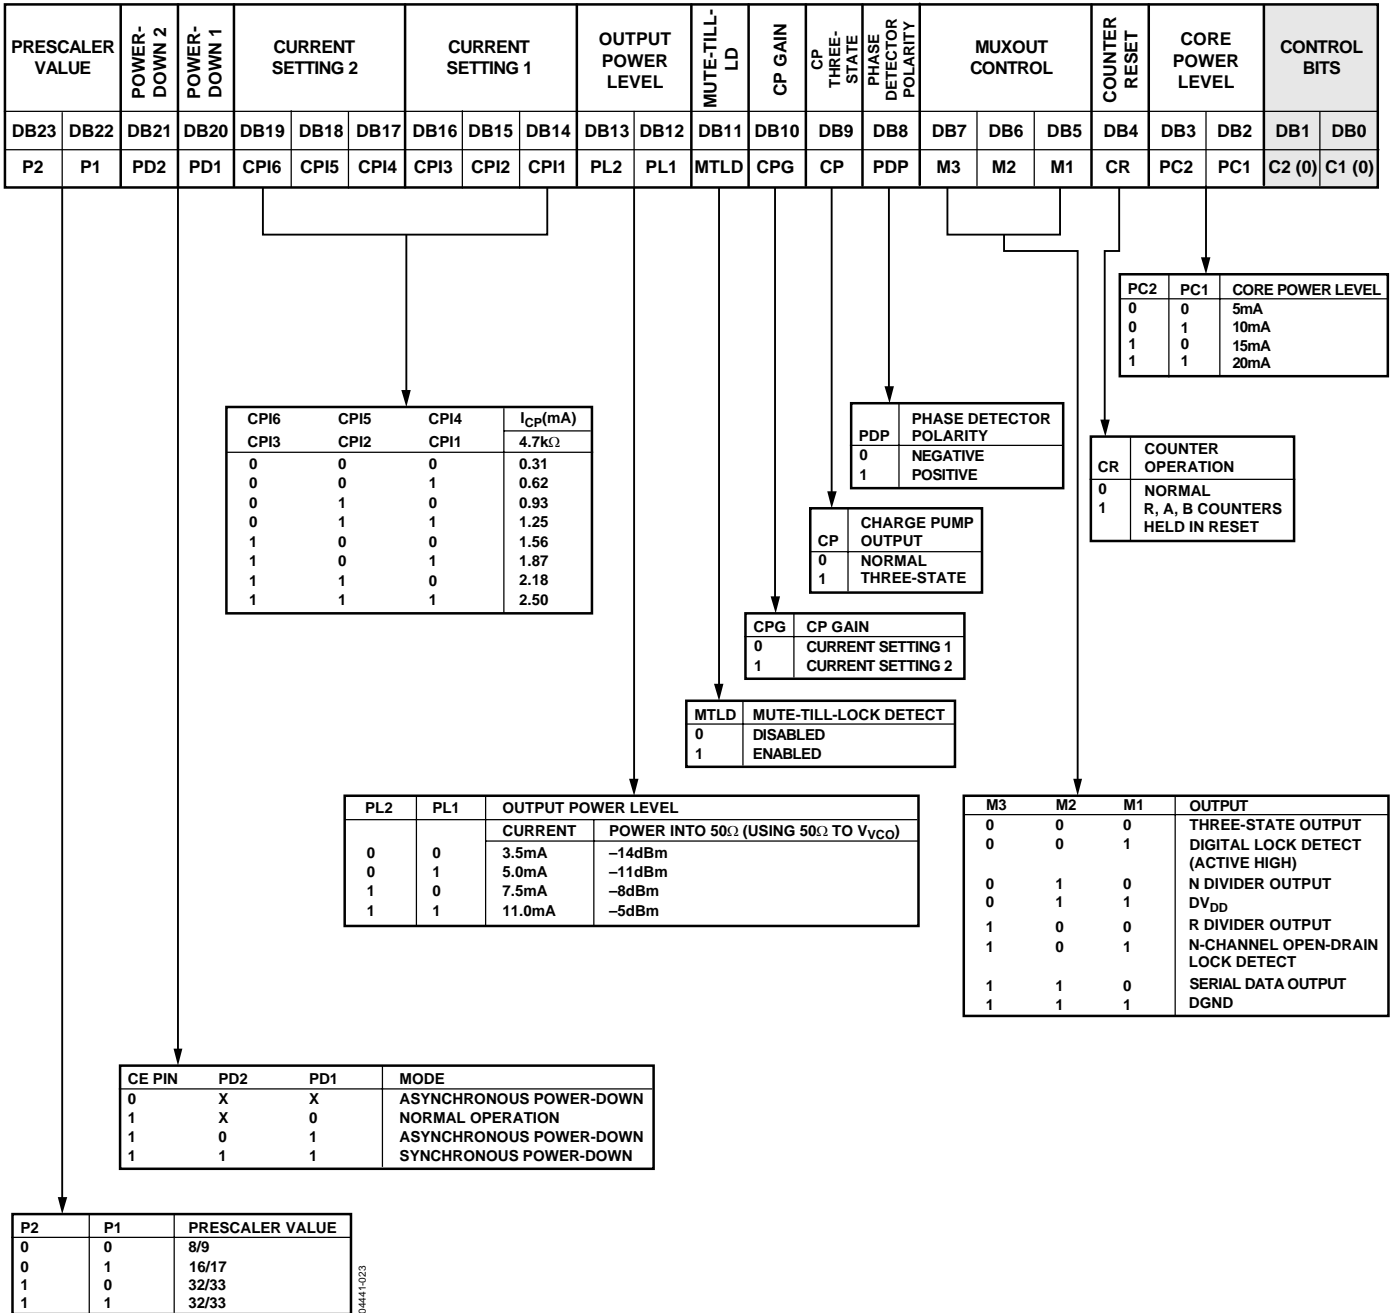 PRESCALER VALUE
POWER-DOWN 2
POWER-DOWN 1
CURRENT SETTING 2
CURRENT SETTING 1
OUTPUT POWER LEVEL
MUTE-TILL-LD
CP GAIN
CP THREE-STATE
PHASE DETECTOR POLARITY
MUXOUT CONTROL
COUNTER RESET
CORE POWER LEVEL
CONTROL BITS
DB23 DB22 DB21 DB20 DB19 DB18 DB17 DB16 DB15 DB14 DB13 DB12 DB11 DB10 DB9 DB8 DB7 DB6 DB5 DB4 DB3 DB2 DB1 DB0
P2 P1 PD2 PD1 CPI6 CPI5 CPI4 CPI3 CPI2 CPI1 PL2 PL1 MTLD CPG CP PDP M3 M2 M1 CR PC2 PC1 C2 (0) C1 (0)
PC2 PC1 CORE POWER LEVEL
0 0 5mA
0 1 10mA
1 0 15mA
1 1 20mA
CPI6 CPI5 CPI4 ICP(mA)
CPI3 CPI2 CPI1 4.7kΩ
0 0 0 0.31
0 0 1 0.62
0 1 0 0.93
0 1 1 1.25
1 0 0 1.56
1 0 1 1.87
1 1 0 2.18
1 1 1 2.50
PDP PHASE DETECTOR POLARITY
0 NEGATIVE
1 POSITIVE
CR COUNTER OPERATION
0 NORMAL
1 R, A, B COUNTERS
HELD IN RESET
CP CHARGE PUMP OUTPUT
0 NORMAL
1 THREE-STATE
CPG CP GAIN
0 CURRENT SETTING 1
1 CURRENT SETTING 2
MTLD MUTE-TILL-LOCK DETECT
0 DISABLED
1 ENABLED
PL2 PL1 OUTPUT POWER LEVEL
CURRENT POWER INTO 50Ω (USING 50Ω TO VVCO)
0 0 3.5mA –14dBm
0 1 5.0mA –11dBm
1 0 7.5mA –8dBm
1 1 11.0mA –5dBm
M3 M2 M1 OUTPUT
0 0 0 THREE-STATE OUTPUT
0 0 1 DIGITAL LOCK DETECT
(ACTIVE HIGH)
0 1 0 N DIVIDER OUTPUT
0 1 1 DVDD
1 0 0 R DIVIDER OUTPUT
1 0 1 N-CHANNEL OPEN-DRAIN
LOCK DETECT
1 1 0 SERIAL DATA OUTPUT
1 1 1 DGND
CE PIN PD2 PD1 MODE
0 X X ASYNCHRONOUS POWER-DOWN
1 X 0 NORMAL OPERATION
1 0 1 ASYNCHRONOUS POWER-DOWN
1 1 1 SYNCHRONOUS POWER-DOWN
P2 P1 PRESCALER VALUE
0 0 8/9
0 1 16/17
1 0 32/33
1 1 32/33
04441-023